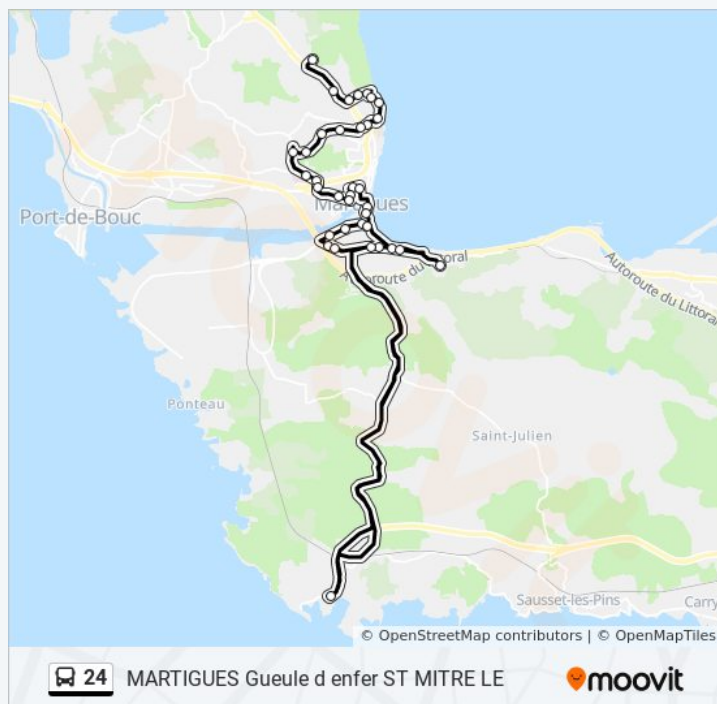 Port-de-Bouc
Martigues
Autoroute du Littoral
Autoroute du Littoral
Ponteau
Saint-Julien
Sausset-les-Pins
Carry
© OpenStreetMap contributors | © OpenMapTiles
24 MARTIGUES Gueule d enfer ST MITRE LE
moovit